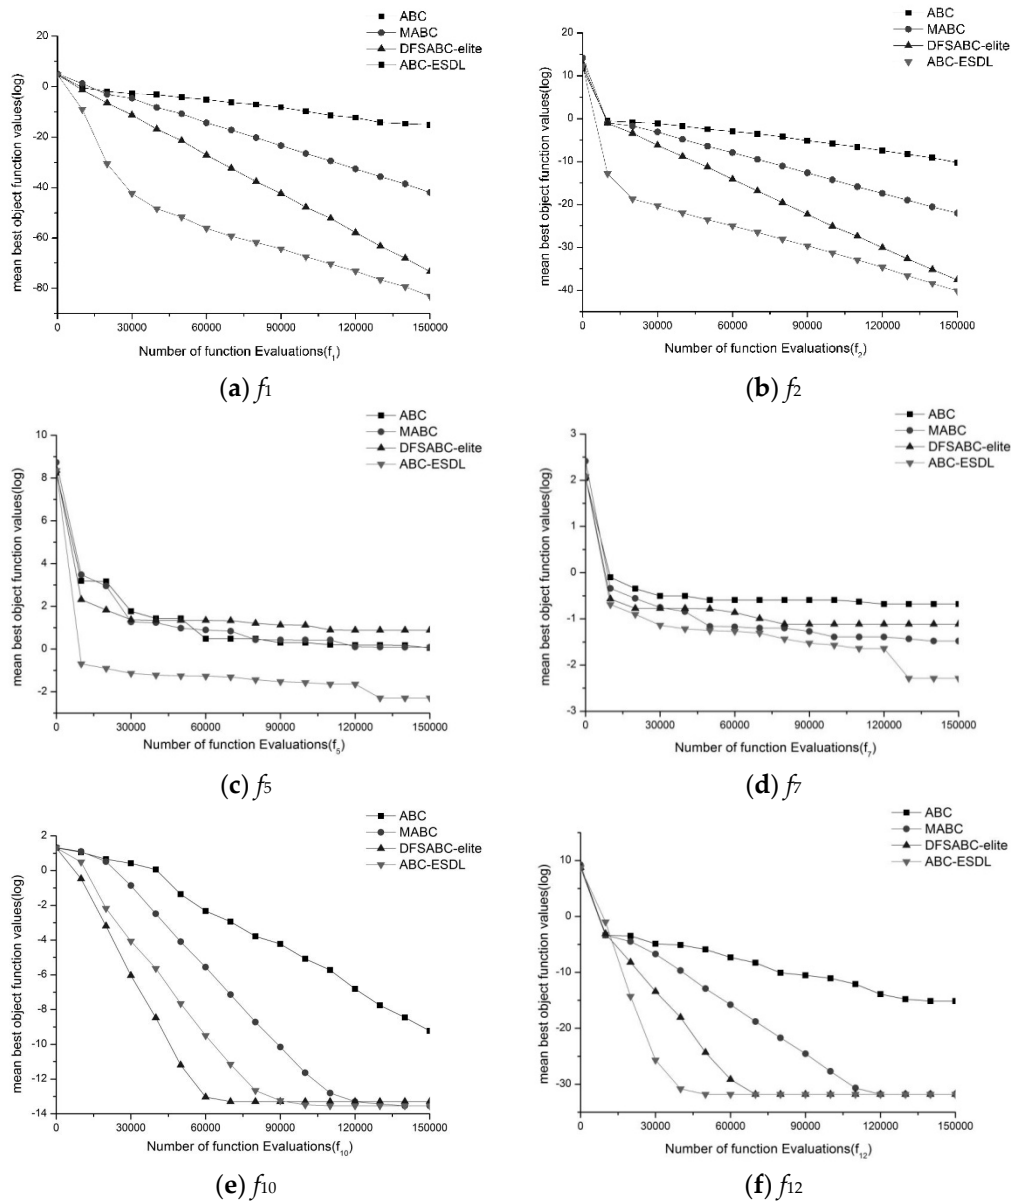 ABC
MABC
DFSABC-elite
ABC-ESDL
20
0
-20
-40
-60
-80
mean best object function values(log)
0 30000 60000 90000 120000 150000
Number of function Evaluations(f1)
(a) f1
ABC
MABC
DFSABC-elite
ABC-ESDL
20
10
0
-10
-20
-30
-40
mean best object function values(log)
0 30000 60000 90000 120000 150000
Number of function Evaluations(f2)
(b) f2
ABC
MABC
DFSABC-elite
ABC-ESDL
10
8
6
4
2
0
-2
mean best object function values(log)
0 30000 60000 90000 120000 150000
Number of function Evaluations(f5)
(c) f5
ABC
MABC
DFSABC-elite
ABC-ESDL
3
2
1
0
-1
-2
-3
mean best object function values(log)
0 30000 60000 90000 120000 150000
Number of function Evaluations(f7)
(d) f7
ABC
MABC
DFSABC-elite
ABC-ESDL
2
0
-2
-4
-6
-8
-10
-12
-14
mean best object function values(log)
0 30000 60000 90000 120000 150000
Number of function Evaluations(f10)
(e) f10
ABC
MABC
DFSABC-elite
ABC-ESDL
10
0
-10
-20
-30
mean best object function values(log)
0 30000 60000 90000 120000 150000
Number of function Evaluations(f12)
(f) f12